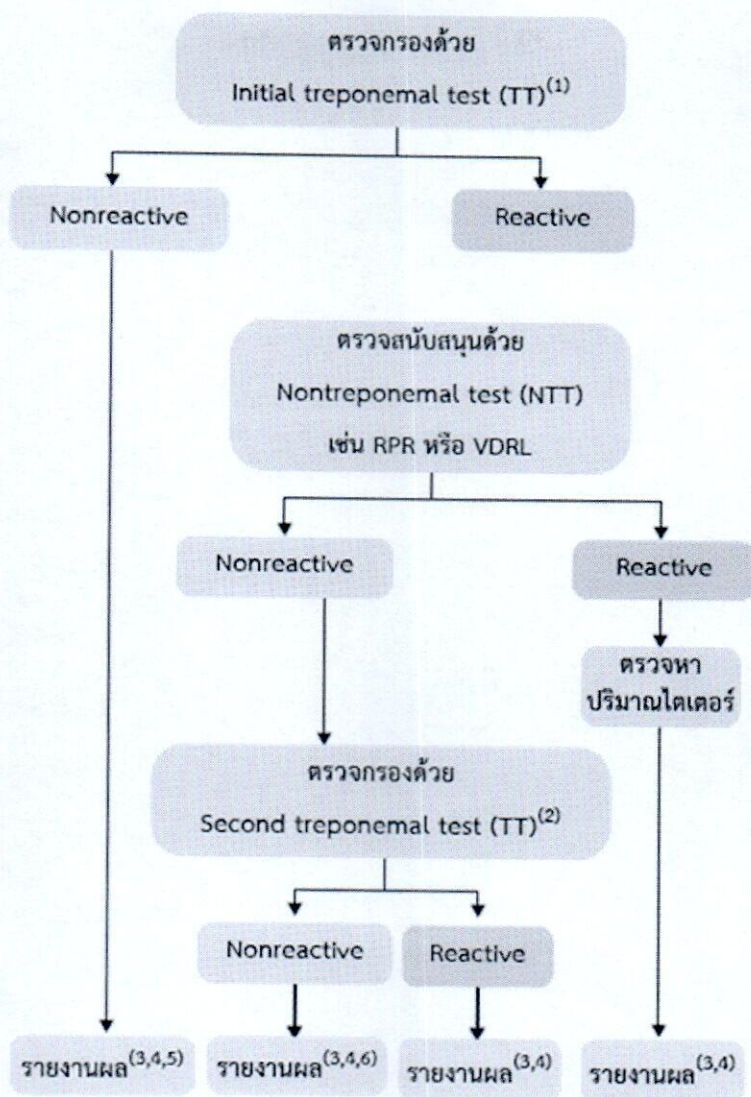 ตรวจกรองด้วย
Initial treponemal test (TT)(1)
Nonreactive
Reactive
ตรวจสนับสนุนด้วย
Nontreponemal test (NTT)
เช่น RPR หรือ VDRL
Nonreactive
Reactive
ตรวจหา
ปริมาณไตเตอร์
ตรวจกรองด้วย
Second treponemal test (TT)(2)
Nonreactive
Reactive
รายงานผล(3,4,5)
รายงานผล(3,4,6)
รายงานผล(3,4)
รายงานผล(3,4)